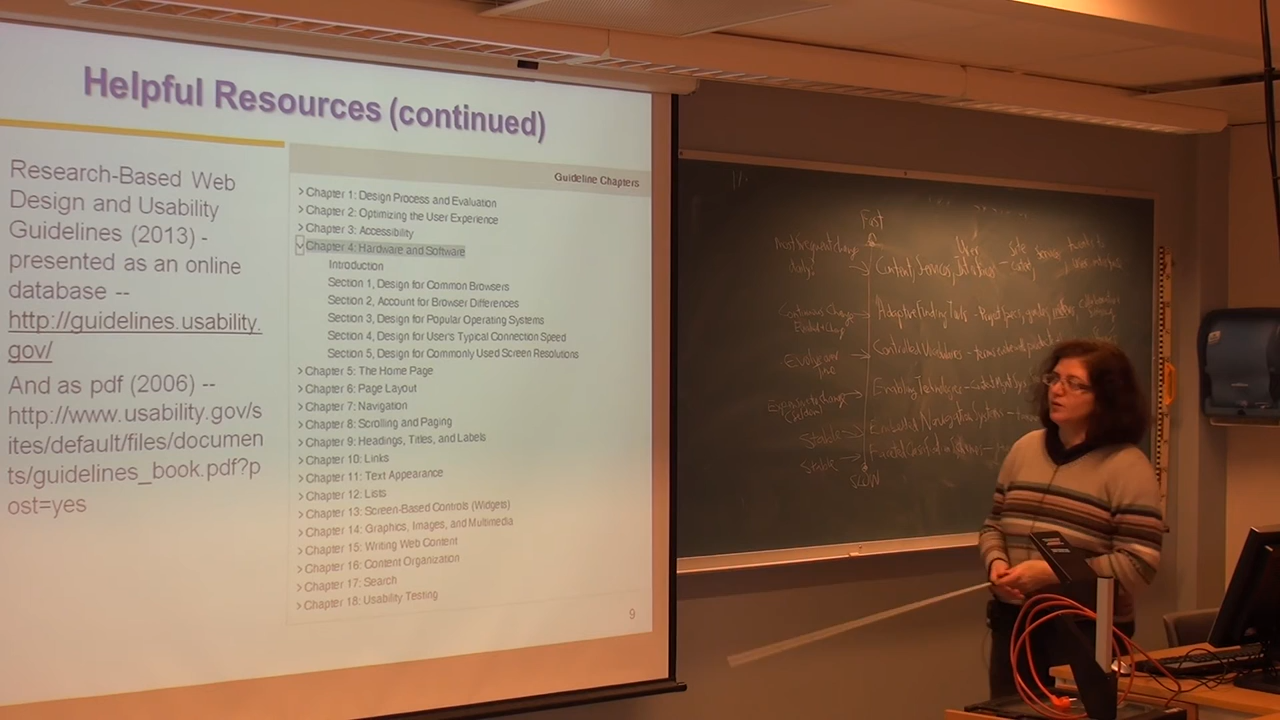 Helpful Resources (continued)
Research-Based Web
Design and Usability
Guidelines (2013) -
presented as an online
database --
http://guidelines.usability.
gov/
And as pdf (2006) --
http://www.usability.gov/s
ites/default/files/documen
ts/guidelines_book.pdf?p
ost=yes
Guideline Chapters
Chapter 1: Design Process and Evaluation
Chapter 2: Optimizing the User Experience
Chapter 3: Accessibility
Chapter 4: Hardware and Software
Introduction
Section 1, Design for Common Browsers
Section 2, Account for Browser Differences
Section 3, Design for Popular Operating Systems
Section 4, Design for User's Typical Connection Speed
Section 5, Design for Commonly Used Screen Resolutions
Chapter 5: The Home Page
Chapter 6: Page Layout
Chapter 7: Navigation
Chapter 8: Scrolling and Paging
Chapter 9: Headings, Titles, and Labels
Chapter 10: Links
Chapter 11: Text Appearance
Chapter 12: Lists
Chapter 13: Screen-Based Controls (Widgets)
Chapter 14: Graphics, Images, and Multimedia
Chapter 15: Writing Web Content
Chapter 16: Content Organization
Chapter 17: Search
Chapter 18: Usability Testing
9
Fast
most frequent change
daily
Content, Services,
Adaptive Finding Tools -
Controlled Vocabularies -
Enabling Technologies -
Embedded Navigation Systems -
Stable
Stable
SLOW